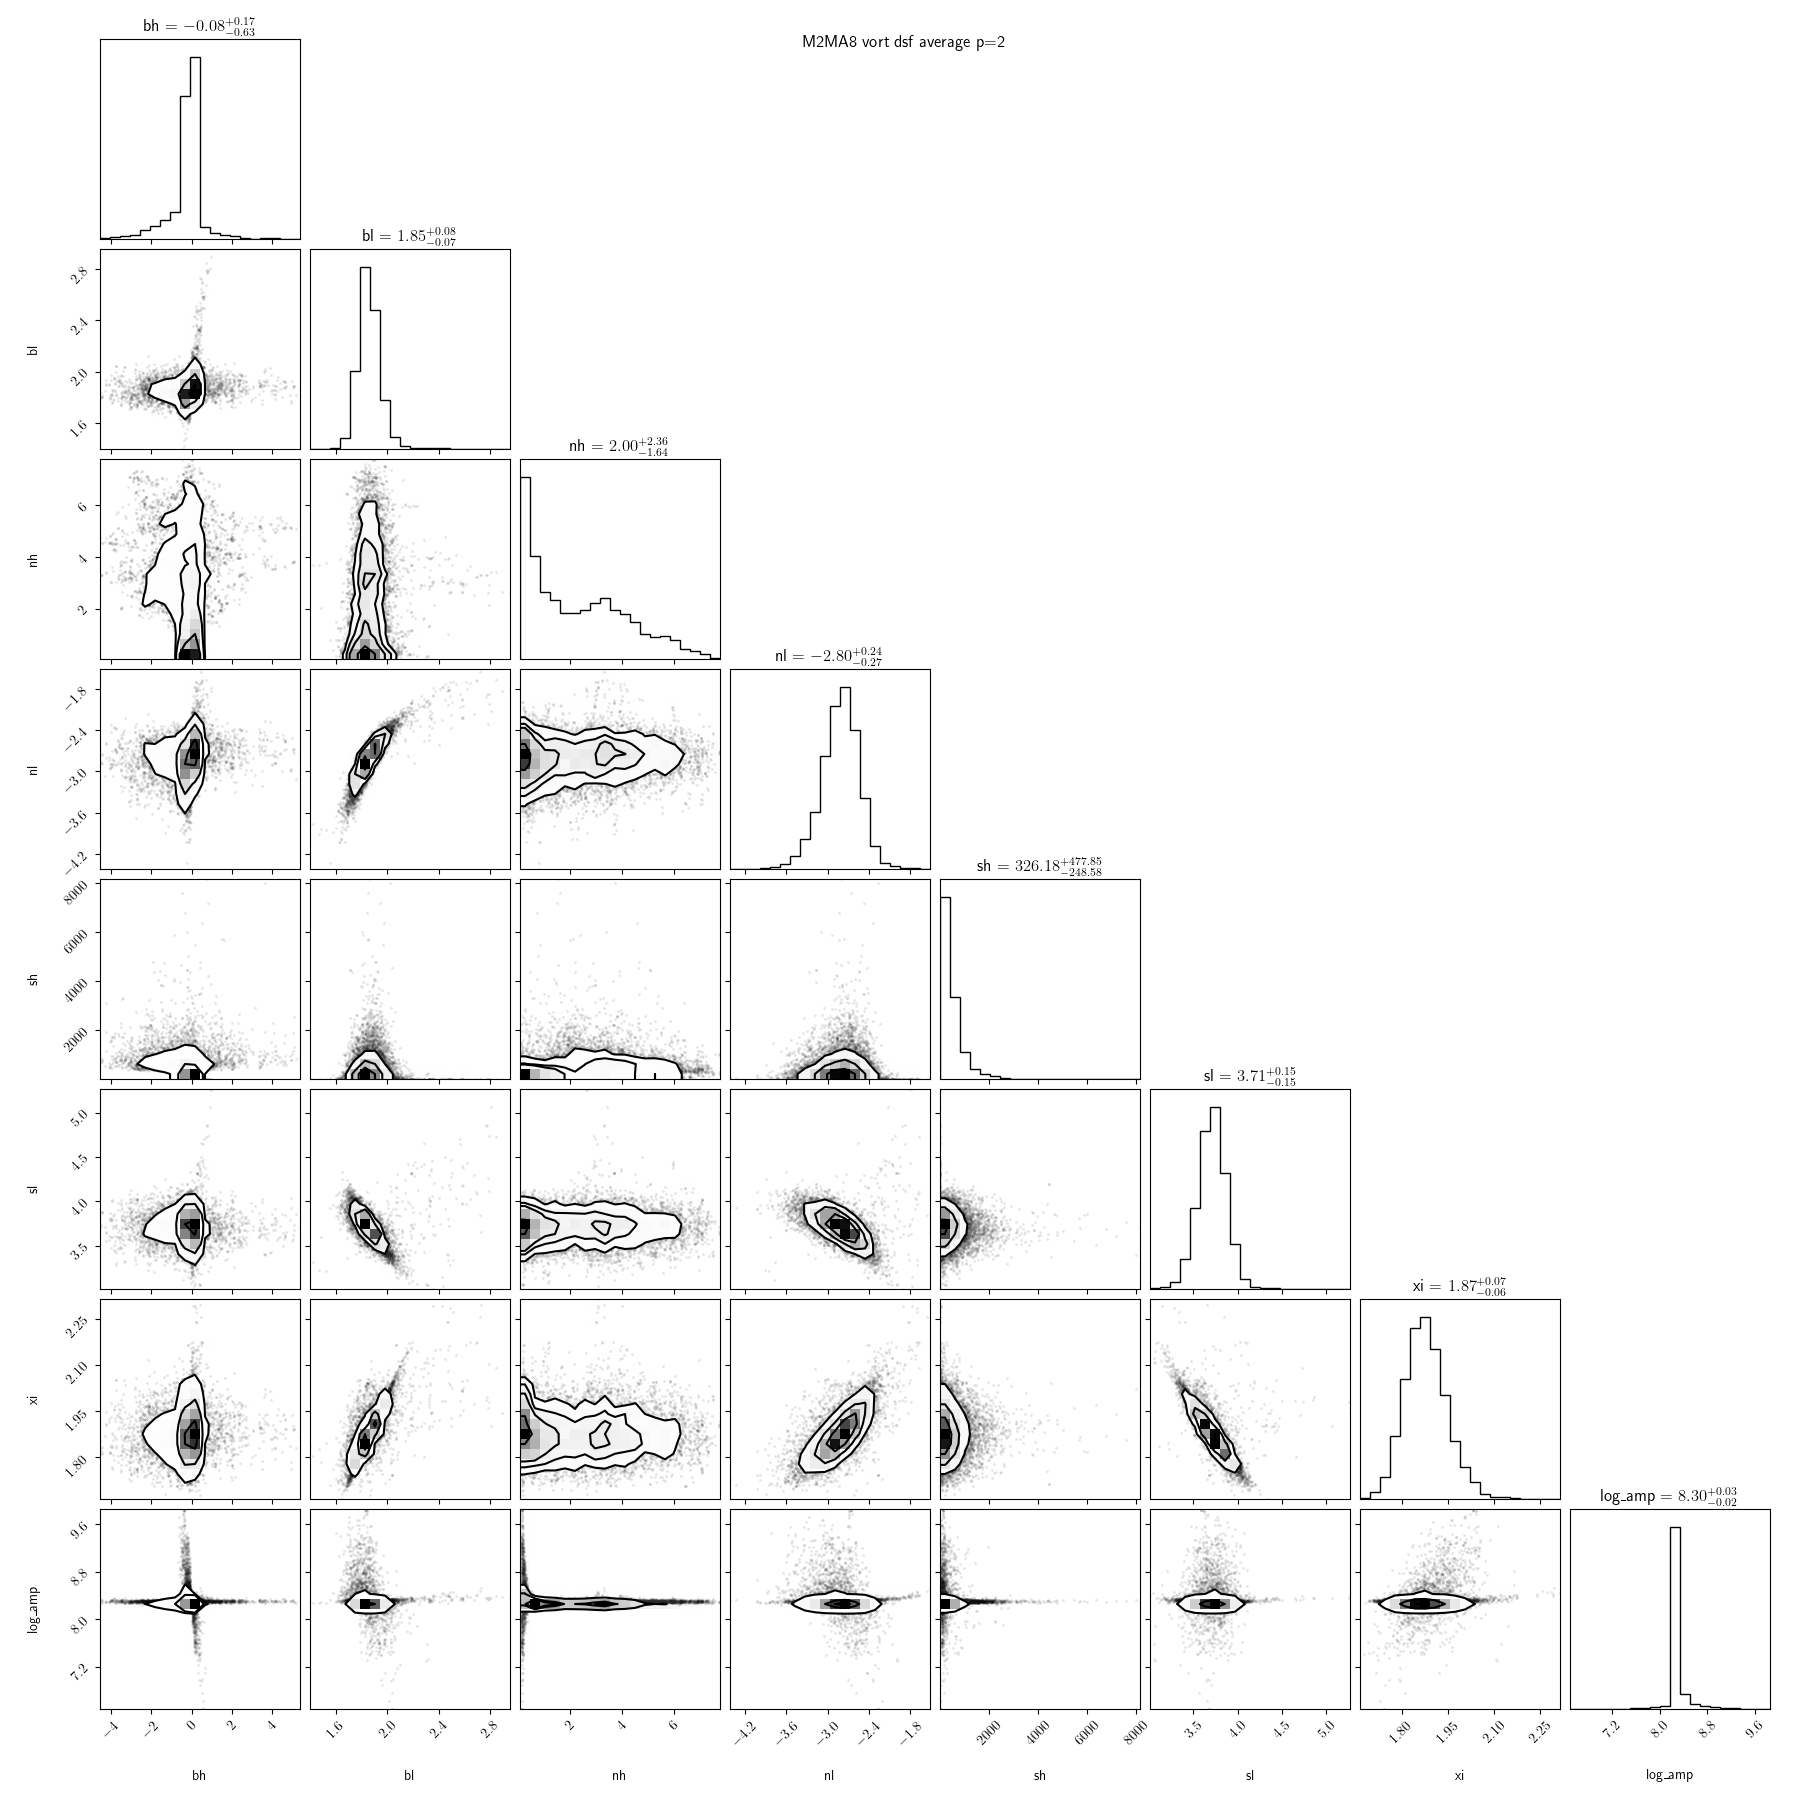 M2MA8 vort dsf average p=2
bh = −0.08 +0.17 −0.63
bl = 1.85 +0.08 −0.07
nh = 2.00 +2.36 −1.64
nl = −2.80 +0.24 −0.27
sh = 326.18 +477.85 −248.58
sl = 3.71 +0.15 −0.15
xi = 1.87 +0.07 −0.06
log_amp = 8.30 +0.03 −0.02
bl
2.8
2.4
2.0
1.6
nh
6
4
2
nl
−1.8
−2.4
−3.0
−3.6
−4.2
sh
8000
6000
4000
2000
sl
5.0
4.5
4.0
3.5
xi
2.25
2.10
1.95
1.80
log_amp
9.6
8.8
8.0
7.2
−4 −2 0 2 4
1.6 2.0 2.4 2.8
2 4 6
−4.2 −3.6 −3.0 −2.4 −1.8
2000 4000 6000 8000
3.5 4.0 4.5 5.0
1.80 1.95 2.10 2.25
7.2 8.0 8.8 9.6
bh bl nh nl sh sl xi log_amp